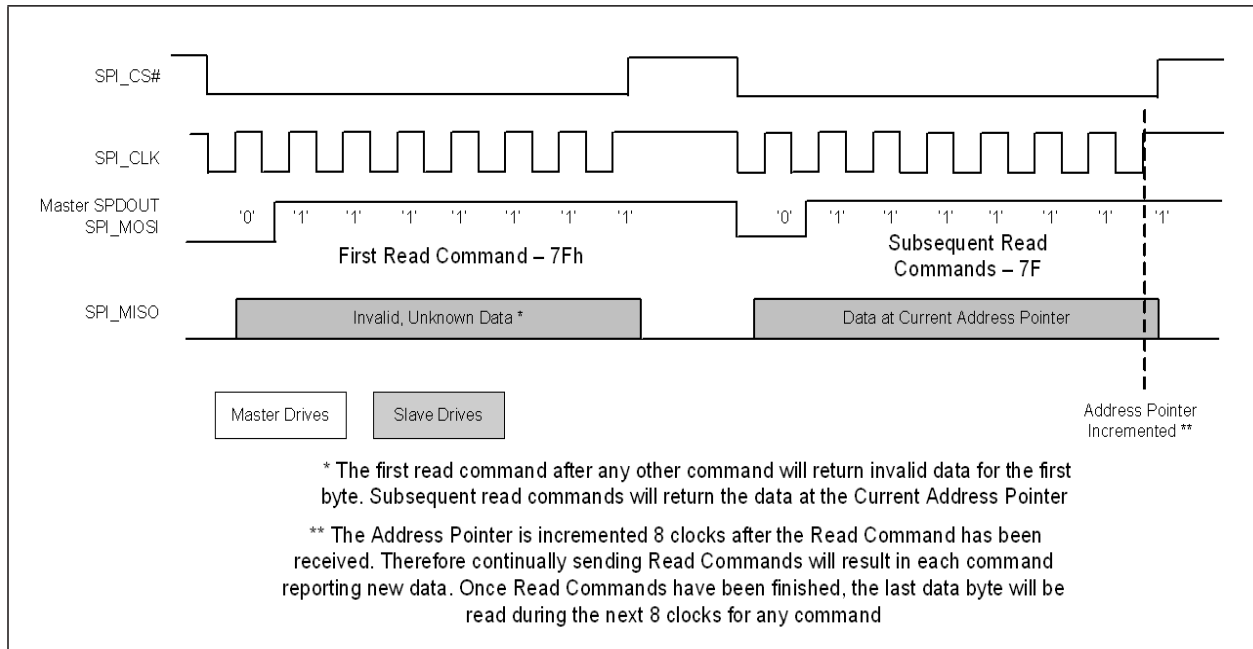 SPI_CS#
SPI_CLK
Master SPDOUT
SPI_MOSI
'0' '1' '1' '1' '1' '1' '1' '1' '0' '1' '1' '1' '1' '1' '1' '1'
First Read Command – 7Fh
Subsequent Read
Commands – 7F
SPI_MISO
Invalid, Unknown Data *
Data at Current Address Pointer
Master Drives
Slave Drives
Address Pointer
Incremented **
* The first read command after any other command will return invalid data for the first
byte. Subsequent read commands will return the data at the Current Address Pointer
** The Address Pointer is incremented 8 clocks after the Read Command has been
received. Therefore continually sending Read Commands will result in each command
reporting new data. Once Read Commands have been finished, the last data byte will be
read during the next 8 clocks for any command